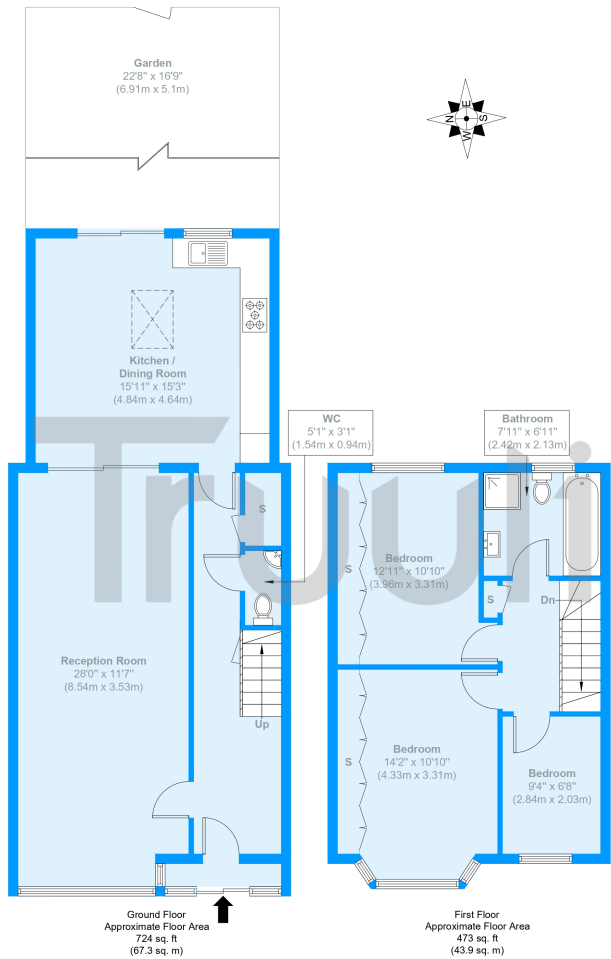 Garden
22'8" x 16'9"
(6.91m x 5.1m)
N
E
S
W
Kitchen /
Dining Room
15'11" x 15'3"
(4.84m x 4.64m)
WC
5'1" x 3'1"
(1.54m x 0.94m)
Bathroom
7'11" x 6'11"
(2.42m x 2.13m)
Truuli
S
Bedroom
12'11" x 10'10"
(3.96m x 3.31m)
S
S
Dn
Reception Room
28'0" x 11'7"
(8.54m x 3.53m)
Up
Bedroom
14'2" x 10'10"
(4.33m x 3.31m)
S
Bedroom
9'4" x 6'8"
(2.84m x 2.03m)
Ground Floor
Approximate Floor Area
724 sq. ft
(67.3 sq. m)
First Floor
Approximate Floor Area
473 sq. ft
(43.9 sq. m)